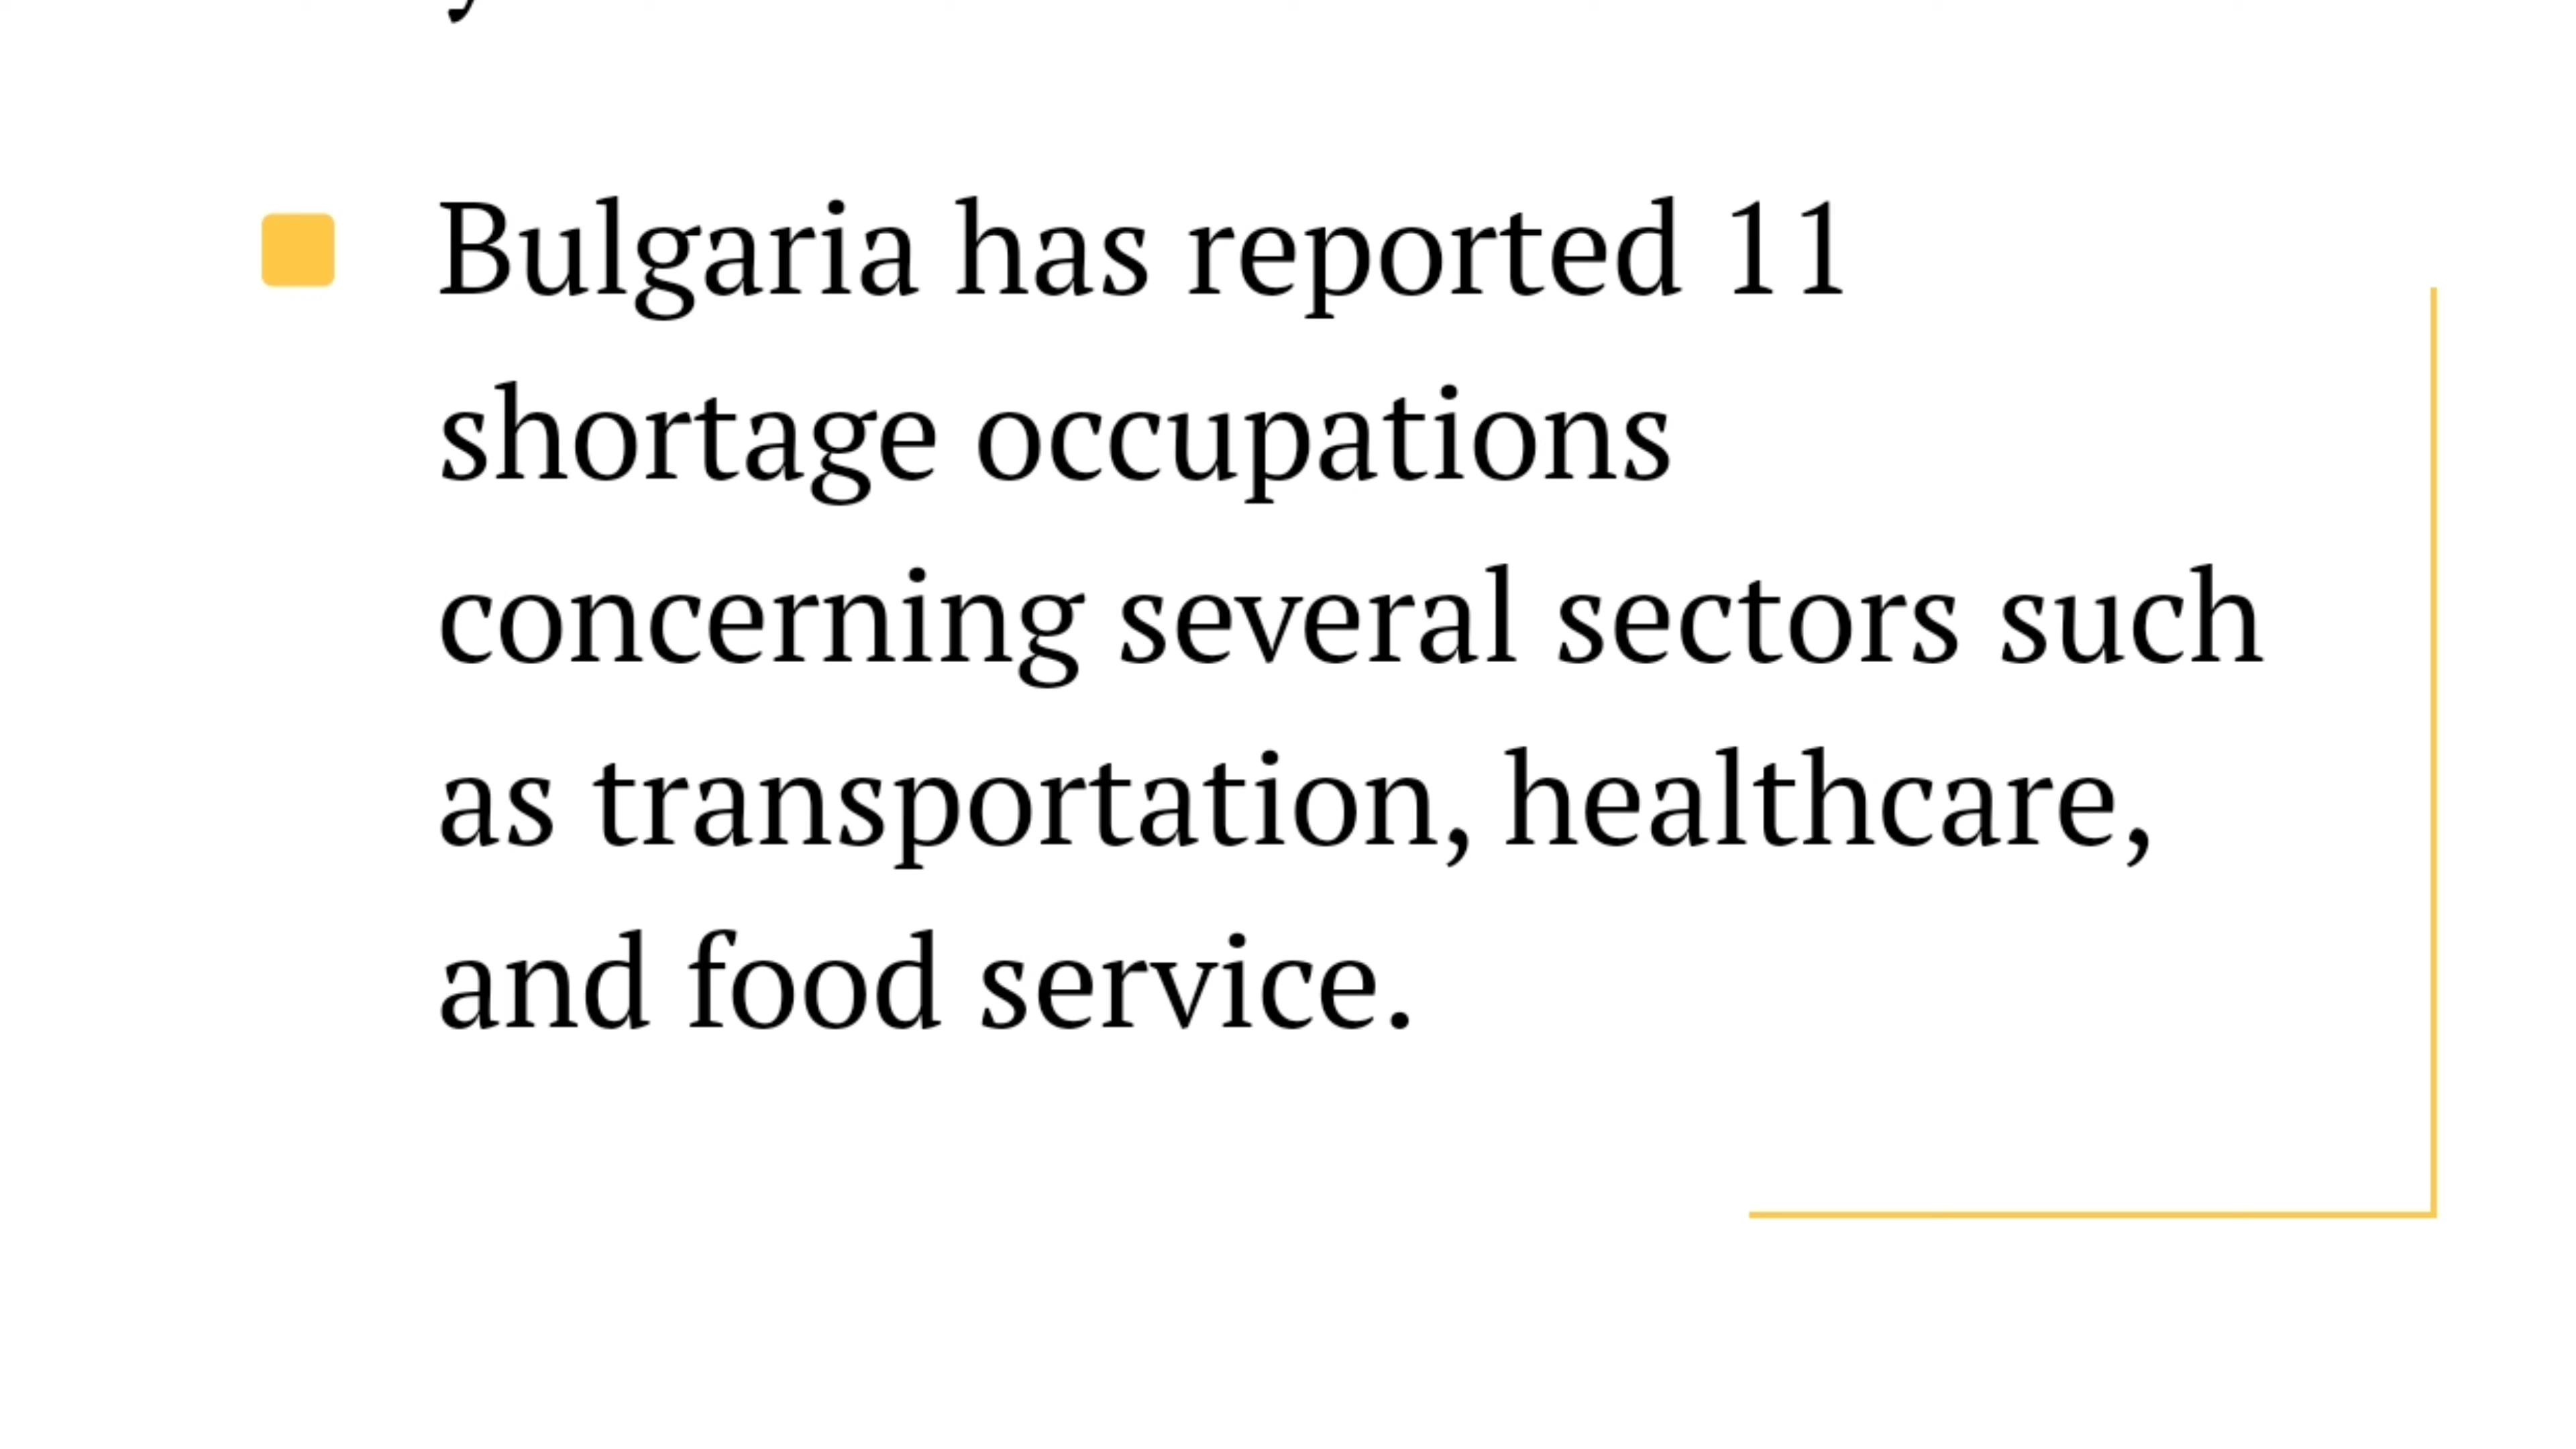 Bulgaria has reported 11
shortage occupations
concerning several sectors such
as transportation, healthcare,
and food service.